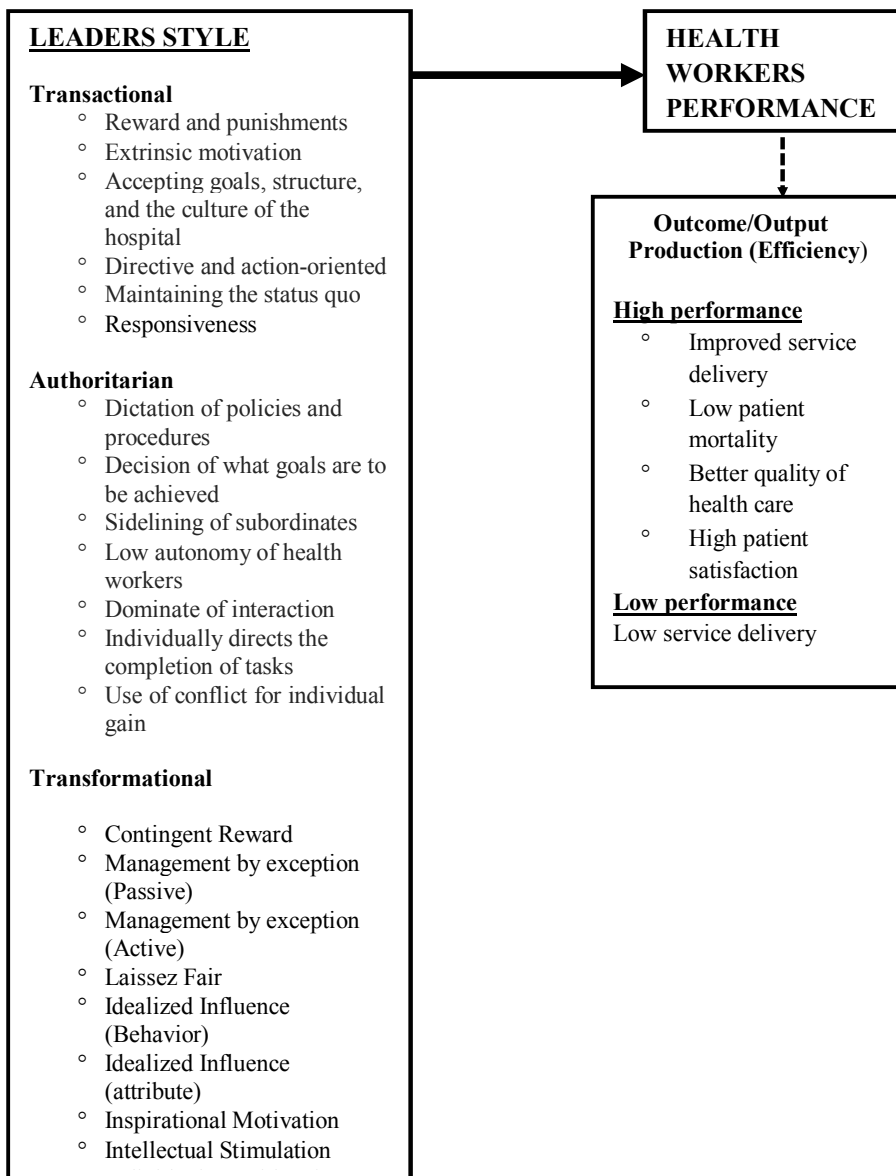 LEADERS STYLE
Transactional
° Reward and punishments
° Extrinsic motivation
° Accepting goals, structure,
and the culture of the
hospital
° Directive and action-oriented
° Maintaining the status quo
° Responsiveness
Authoritarian
° Dictation of policies and
procedures
° Decision of what goals are to
be achieved
° Sidelining of subordinates
° Low autonomy of health
workers
° Dominate of interaction
° Individually directs the
completion of tasks
° Use of conflict for individual
gain
Transformational
° Contingent Reward
° Management by exception
(Passive)
° Management by exception
(Active)
° Laissez Fair
° Idealized Influence
(Behavior)
° Idealized Influence
(attribute)
° Inspirational Motivation
° Intellectual Stimulation
HEALTH
WORKERS
PERFORMANCE
Outcome/Output
Production (Efficiency)
High performance
° Improved service
delivery
° Low patient
mortality
° Better quality of
health care
° High patient
satisfaction
Low performance
Low service delivery